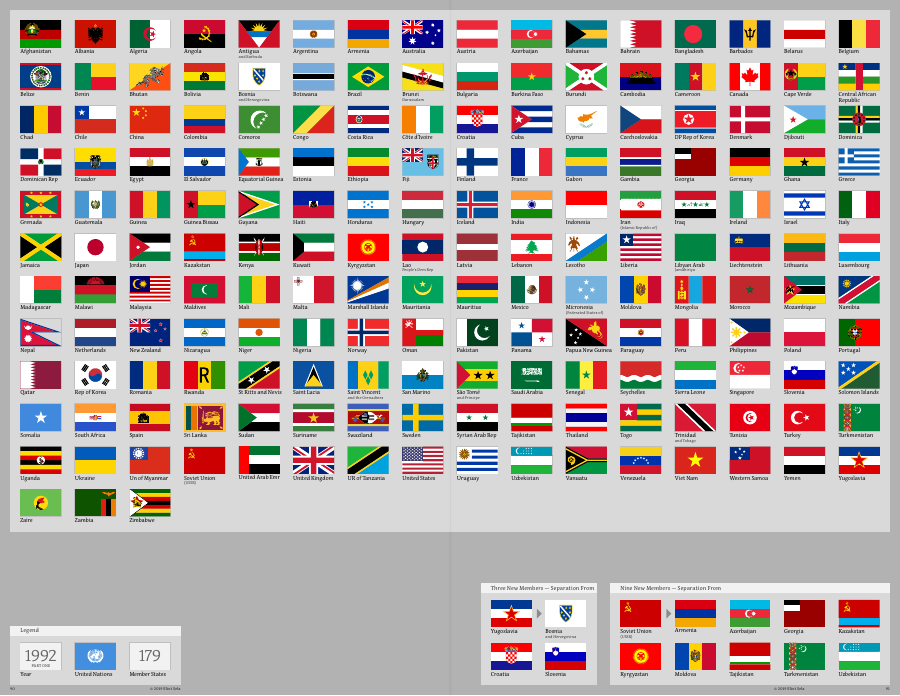 Afghanistan Albania Algeria Angola Antigua Argentina Armenia Australia Austria Azerbaijan Bahamas Bahrain Bangladesh Barbados Belarus Belgium
and Barbuda
Belize Benin Bhutan Bolivia Bosnia Botswana Brazil Brunei Bulgaria Burkina Faso Burundi Cambodia Cameroon Canada Cape Verde Central African
and Herzegovina Darussalam Republic
Chad Chile China Colombia Comoros Congo Costa Rica Côte d'Ivoire Croatia Cuba Cyprus Czechoslovakia DP Rep of Korea Denmark Djibouti Dominica
Dominican Rep Ecuador Egypt El Salvador Equatorial Guinea Estonia Ethiopia Fiji Finland France Gabon Gambia Georgia Germany Ghana Greece
Grenada Guatemala Guinea Guinea Bissau Guyana Haiti Honduras Hungary Iceland India Indonesia Iran Iraq Ireland Israel Italy
(Islamic Republic of)
Jamaica Japan Jordan Kazakstan Kenya Kuwait Kyrgyzstan Lao Latvia Lebanon Lesotho Liberia Libyan Arab Liechtenstein Lithuania Luxembourg
People's Dem Rep Jamahiriya
Madagascar Malawi Malaysia Maldives Mali Malta Marshall Islands Mauritania Mauritius Mexico Micronesia Moldova Mongolia Morocco Mozambique Namibia
(Federated States of)
Nepal Netherlands New Zealand Nicaragua Niger Nigeria Norway Oman Pakistan Panama Papua New Guinea Paraguay Peru Philippines Poland Portugal
R
Qatar Rep of Korea Romania Rwanda St Kitts and Nevis Saint Lucia Saint Vincent San Marino São Tomé Saudi Arabia Senegal Seychelles Sierra Leone Singapore Slovenia Solomon Islands
and the Grenadines and Principe
Somalia South Africa Spain Sri Lanka Sudan Suriname Swaziland Sweden Syrian Arab Rep Tajikistan Thailand Togo Trinidad Tunisia Turkey Turkmenistan
and Tobago
Uganda Ukraine Un of Myanmar Soviet Union United Arab Emr United Kingdom UR of Tanzania United States Uruguay Uzbekistan Vanuatu Venezuela Viet Nam Western Samoa Yemen Yugoslavia
Zaire Zambia Zimbabwe
Three New Members — Separation From
Yugoslavia Bosnia
and Herzegovina
Croatia Slovenia
Nine New Members — Separation From
Soviet Union Armenia Azerbaijan Georgia Kazakstan
Kyrgyzstan Moldova Tajikistan Turkmenistan Uzbekistan
Legend
1992 179
PART ONE
Year United Nations Member States